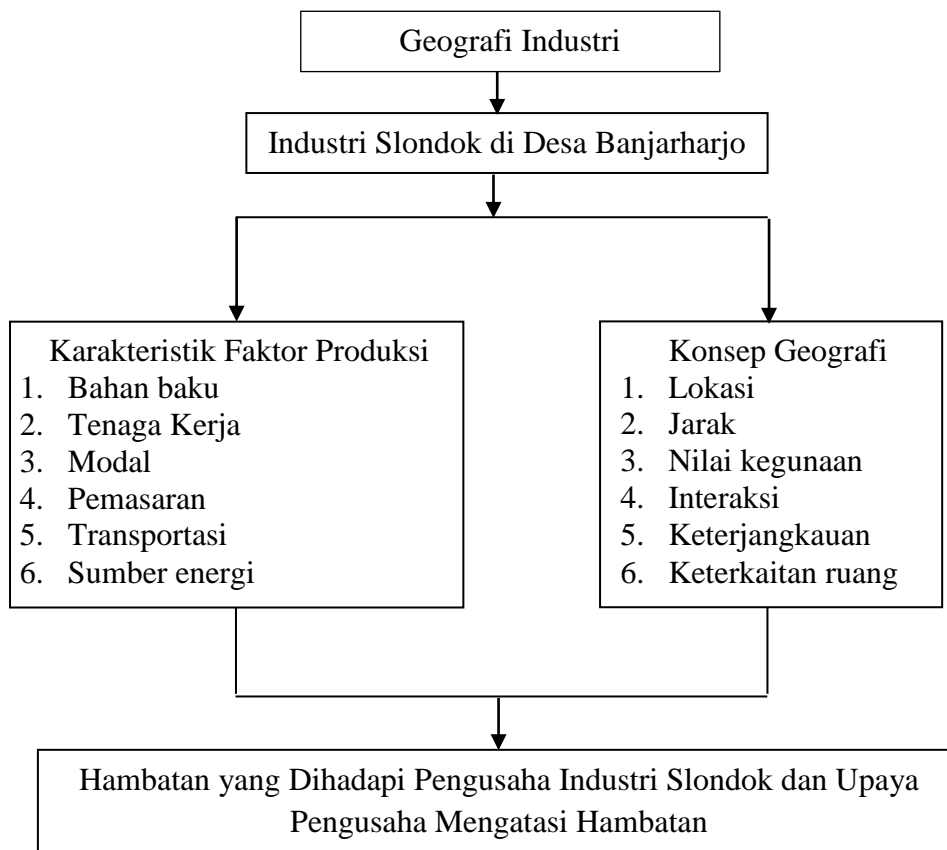 Geografi Industri
Industri Slondok di Desa Banjarharjo
Karakteristik Faktor Produksi
1. Bahan baku
2. Tenaga Kerja
3. Modal
4. Pemasaran
5. Transportasi
6. Sumber energi
Konsep Geografi
1. Lokasi
2. Jarak
3. Nilai kegunaan
4. Interaksi
5. Keterjangkauan
6. Keterkaitan ruang
Hambatan yang Dihadapi Pengusaha Industri Slondok dan Upaya
Pengusaha Mengatasi Hambatan